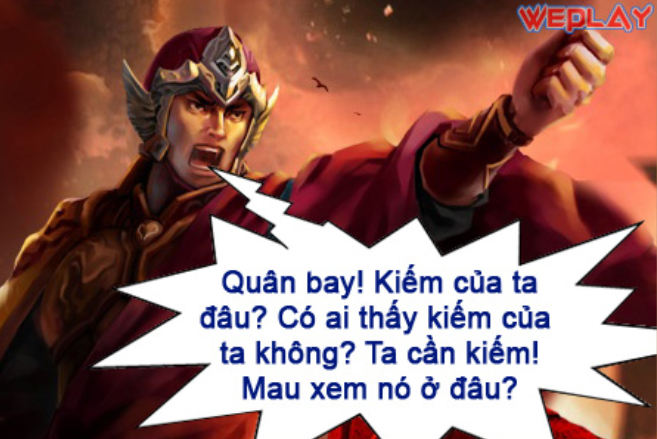 WEPLAY
Quân bay! Kiếm của ta
đâu? Có ai thấy kiếm của
ta không? Ta cần kiếm!
Mau xem nó ở đâu?